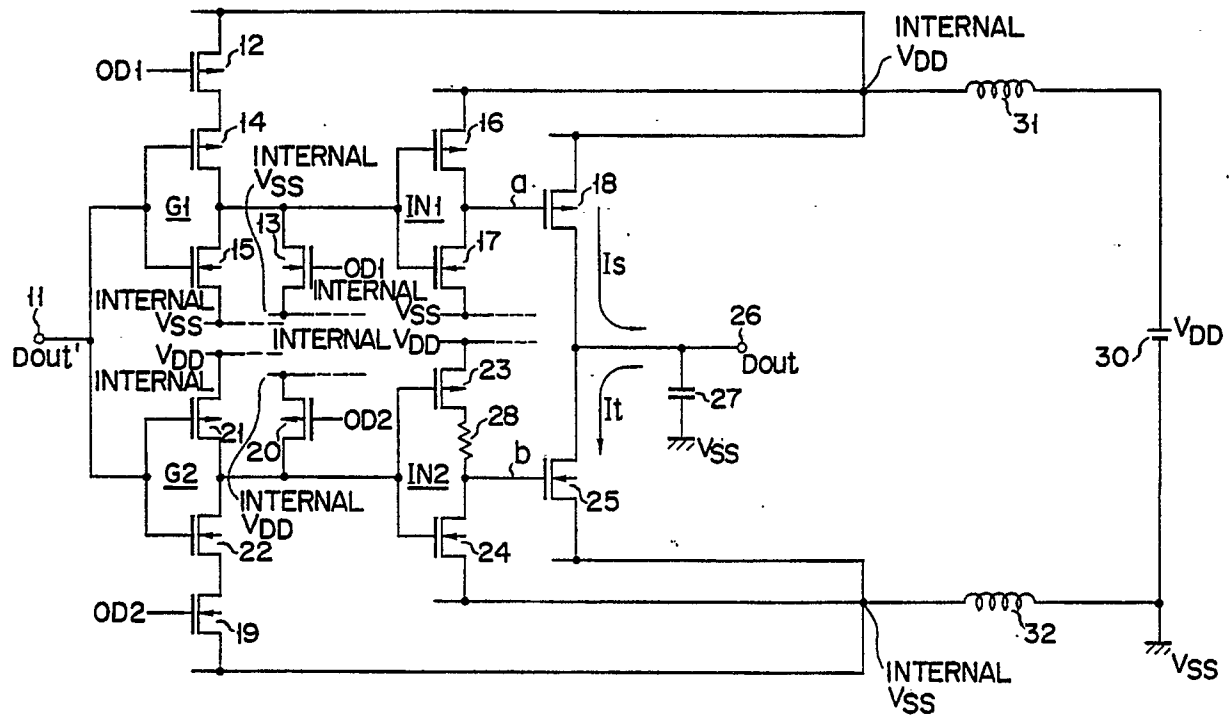 INTERNAL
VDD
OD1
12
31
14
16
INTERNAL
VSS
a
18
G1
13
IN1
15
17
OD1
Is
11
INTERNAL
VSS
INTERNAL
VSS
26
30
VDD
Dout'
VDD
INTERNAL
INTERNAL VDD
Dout
23
27
It
28
21
20
OD2
VSS
G2
IN2
b
25
INTERNAL
VDD
22
24
OD2
19
32
INTERNAL
VSS
VSS